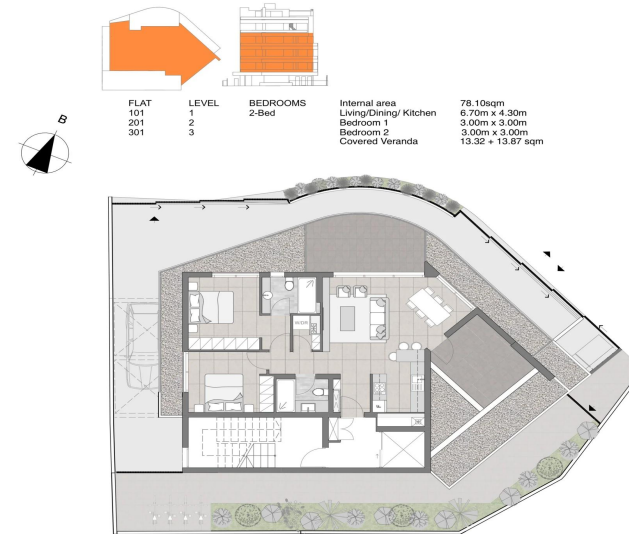 FLAT LEVEL BEDROOMS Internal area 78.10sqm
101 1 2-Bed Living/Dining/ Kitchen 6.70m x 4.30m
201 2 Bedroom 1 3.00m x 3.00m
301 3 Bedroom 2 3.00m x 3.00m
Covered Veranda 13.32 + 13.87 sqm
B